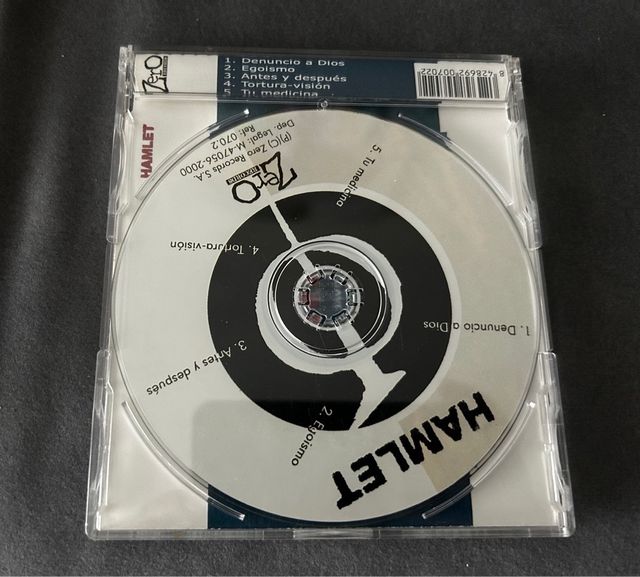 1. Denuncio a Dios
2. Egoismo
3. Antes y después
4. Tortura-visión
5. Tu medicina
ZerO
RECORDS
8 428692 007022
HAMLET
(P)(C) Zero Records S.A.
Dep. Legal: M-47056-2000
Ref: 070.2
ZerO
RECORDS
5. Tu medicina
4. Tortura-visión
1. Denuncio a Dios
3. Antes y después
2. Egoismo
HAMLET